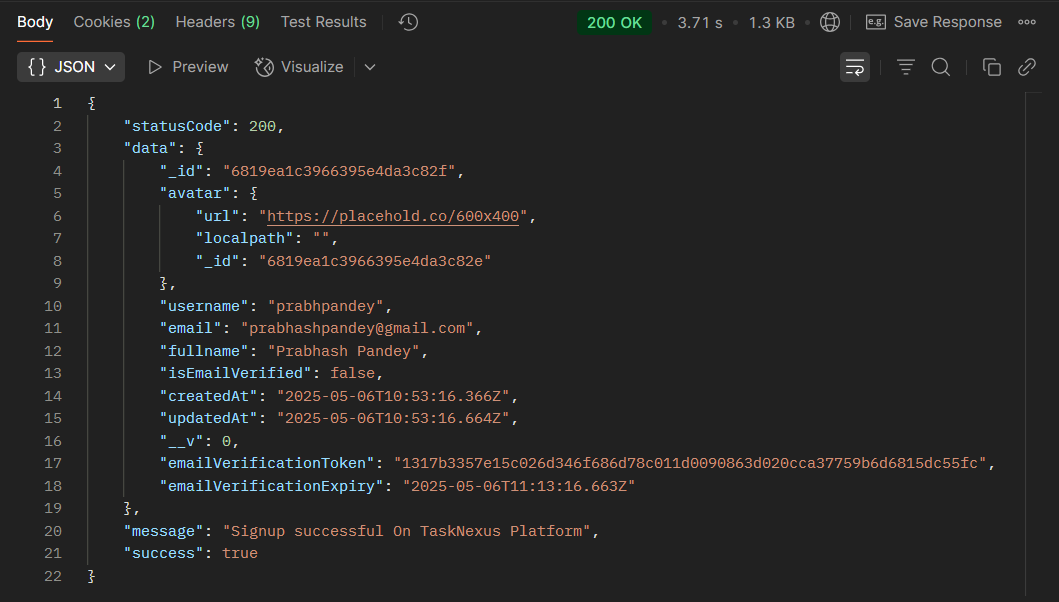 Body Cookies (2) Headers (9) Test Results 200 OK • 3.71 s • 1.3 KB • e.g. Save Response
{} JSON Preview Visualize
1 {
2 "statusCode": 200,
3 "data": {
4 "_id": "6819ea1c3966395e4da3c82f",
5 "avatar": {
6 "url": "https://placehold.co/600x400",
7 "localpath": "",
8 "_id": "6819ea1c3966395e4da3c82e"
9 },
10 "username": "prabhpandey",
11 "email": "prabhashpandey@gmail.com",
12 "fullname": "Prabhash Pandey",
13 "isEmailVerified": false,
14 "createdAt": "2025-05-06T10:53:16.366Z",
15 "updatedAt": "2025-05-06T10:53:16.664Z",
16 "__v": 0,
17 "emailVerificationToken": "1317b3357e15c026d346f686d78c011d0090863d020cca37759b6d6815dc55fc",
18 "emailVerificationExpiry": "2025-05-06T11:13:16.663Z"
19 },
20 "message": "Signup successful On TaskNexus Platform",
21 "success": true
22 }